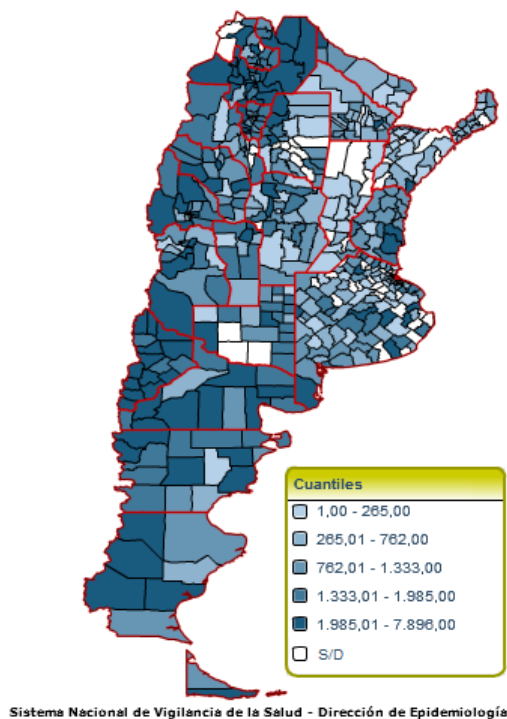 Cuantiles
1,00 - 265,00
265,01 - 762,00
762,01 - 1.333,00
1.333,01 - 1.985,00
1.985,01 - 7.896,00
S/D
Sistema Nacional de Vigilancia de la Salud - Dirección de Epidemiología